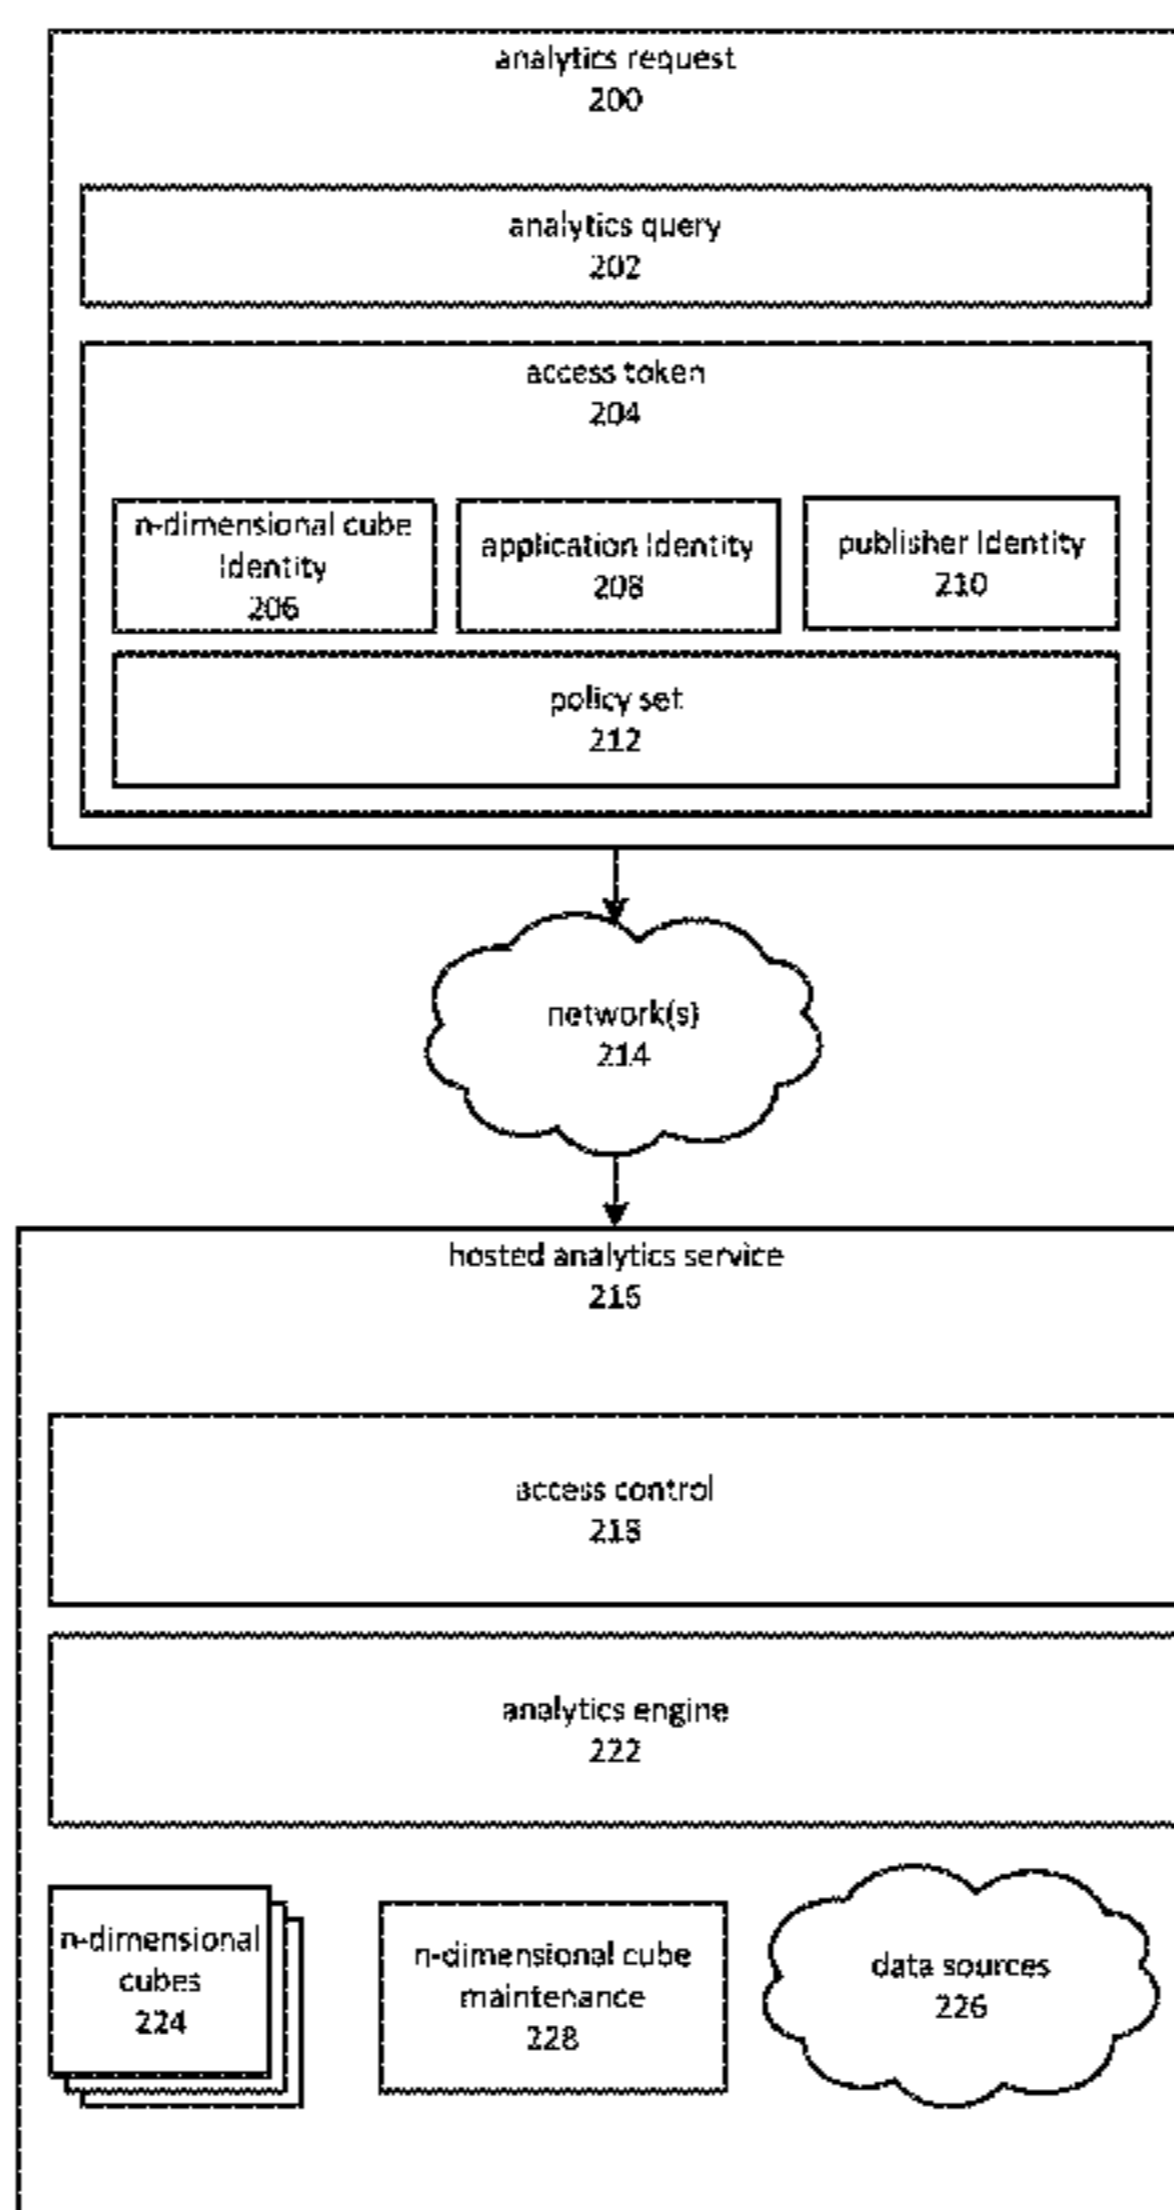 analytics request
200
analytics query
202
access token
204
n-dimensional cube
Identity
206
application Identity
208
publisher Identity
210
policy set
212
network(s)
214
hosted analytics service
216
access control
218
analytics engine
222
n-dimensional
cubes
224
n-dimensional cube
maintenance
228
data sources
226